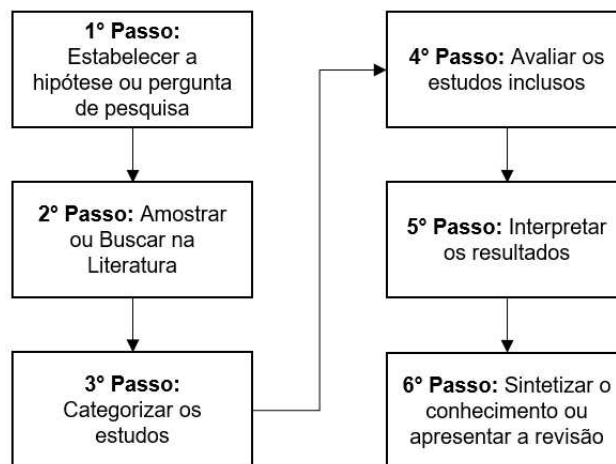 1° Passo:
Estabelecer a
hipótese ou pergunta
de pesquisa
2° Passo: Amostrar
ou Buscar na
Literatura
3° Passo:
Categorizar os
estudos
4° Passo: Avaliar os
estudos inclusos
5° Passo: Interpretar
os resultados
6° Passo: Sintetizar o
conhecimento ou
apresentar a revisão